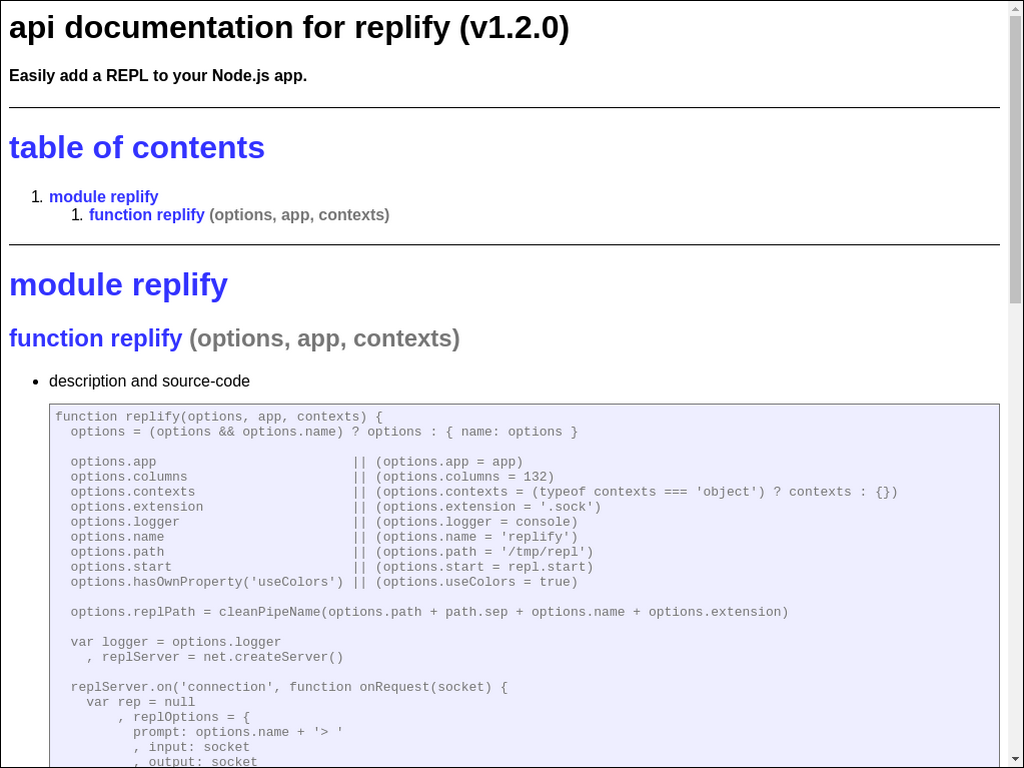 api documentation for replify (v1.2.0)
Easily add a REPL to your Node.js app.
table of contents
1. module replify
1. function replify (options, app, contexts)
module replify
function replify (options, app, contexts)
• description and source-code
function replify(options, app, contexts) {
  options = (options && options.name) ? options : { name: options }

  options.app                         || (options.app = app)
  options.columns                     || (options.columns = 132)
  options.contexts                    || (options.contexts = (typeof contexts === 'object') ? contexts : {})
  options.extension                   || (options.extension = '.sock')
  options.logger                      || (options.logger = console)
  options.name                        || (options.name = 'replify')
  options.path                        || (options.path = '/tmp/repl')
  options.start                       || (options.start = repl.start)
  options.hasOwnProperty('useColors') || (options.useColors = true)

  options.replPath = cleanPipeName(options.path + path.sep + options.name + options.extension)

  var logger = options.logger
    , replServer = net.createServer()

  replServer.on('connection', function onRequest(socket) {
    var rep = null
        , replOptions = {
          prompt: options.name + '> '
          , input: socket
          , output: socket